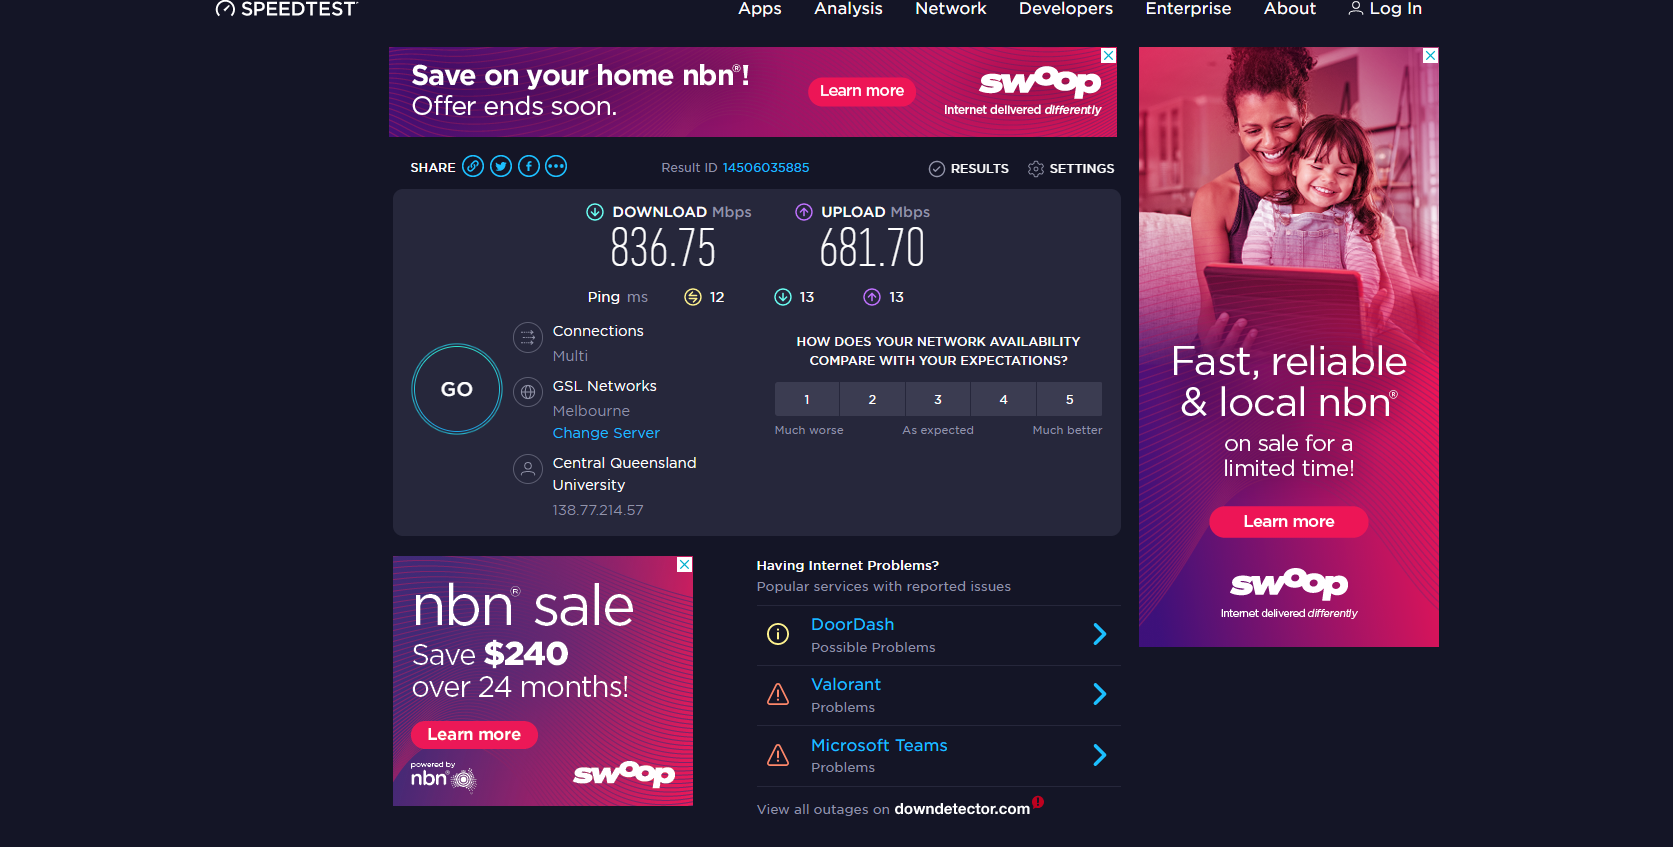 SPEEDTEST
Apps Analysis Network Developers Enterprise About Log In
Save on your home nbn®!
Offer ends soon.
Learn more
swoop
Internet delivered differently
SHARE
Result ID 14506035885
RESULTS SETTINGS
DOWNLOAD Mbps
836.75
UPLOAD Mbps
681.70
Ping ms 12 13 13
GO
Connections
Multi
GSL Networks
Melbourne
Change Server
Central Queensland
University
138.77.214.57
HOW DOES YOUR NETWORK AVAILABILITY
COMPARE WITH YOUR EXPECTATIONS?
1 2 3 4 5
Much worse As expected Much better
Fast, reliable
& local nbn®
on sale for a
limited time!
Learn more
swoop
Internet delivered differently
nbn® sale
Save $240
over 24 months!
Learn more
powered by
nbn
swoop
Having Internet Problems?
Popular services with reported issues
DoorDash
Possible Problems
Valorant
Problems
Microsoft Teams
Problems
View all outages on downdetector.com